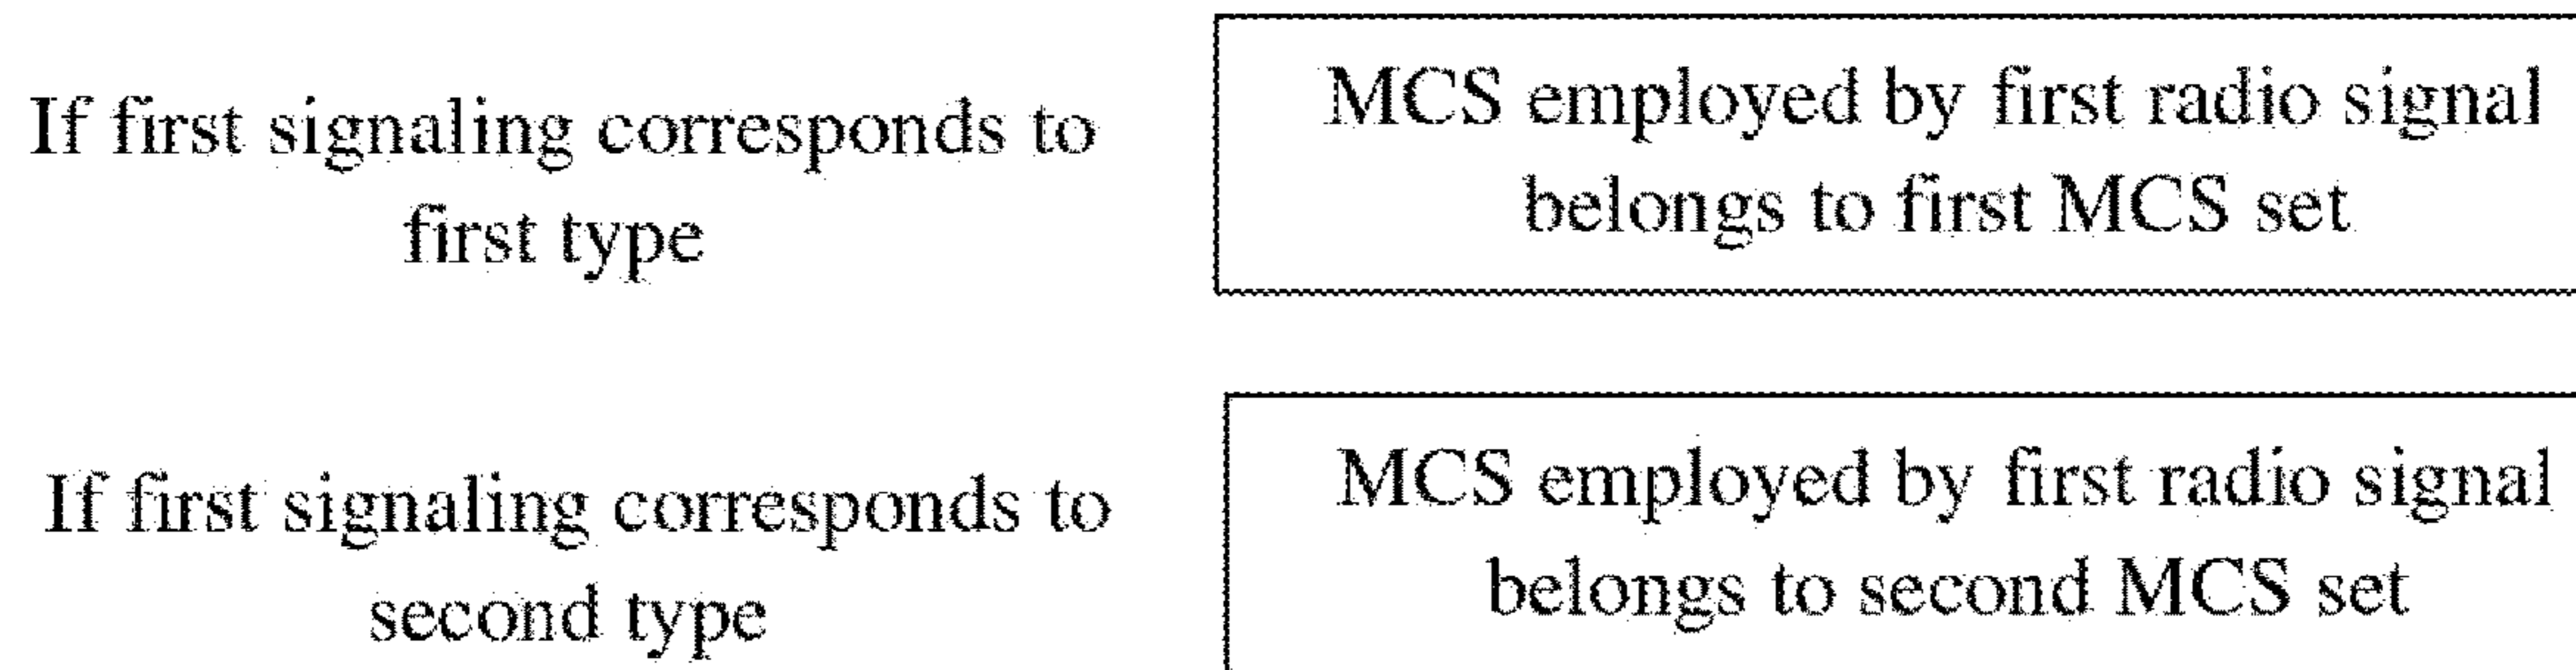 If first signaling corresponds to
first type
MCS employed by first radio signal
belongs to first MCS set
If first signaling corresponds to
second type
MCS employed by first radio signal
belongs to second MCS set